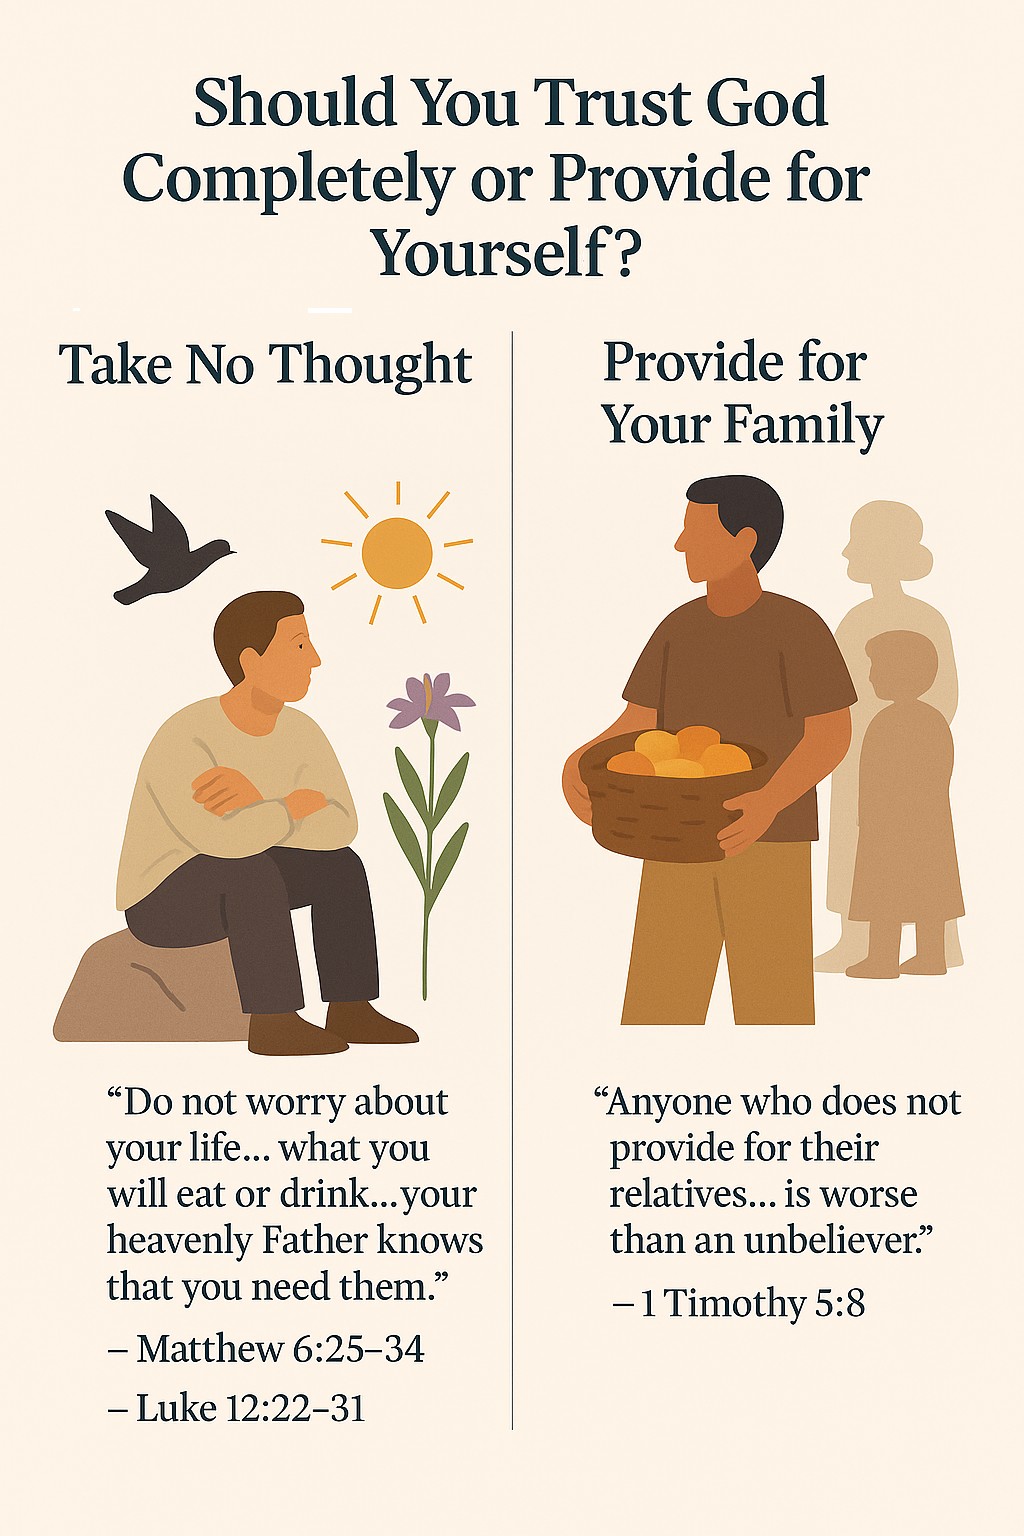 Should You Trust God
Completely or Provide for
Yourself?
Take No Thought
“Do not worry about
your life... what you
will eat or drink...your
heavenly Father knows
that you need them.”
– Matthew 6:25–34
– Luke 12:22–31
Provide for
Your Family
“Anyone who does not
provide for their
relatives... is worse
than an unbeliever.”
– 1 Timothy 5:8